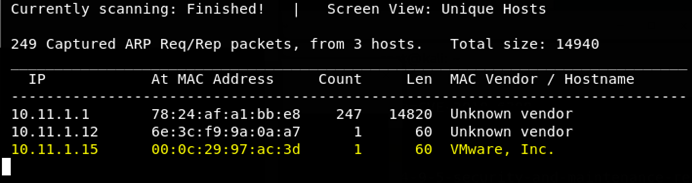 Currently scanning: Finished!   |   Screen View: Unique Hosts
249 Captured ARP Req/Rep packets, from 3 hosts.   Total size: 14940
IP            At MAC Address     Count     Len  MAC Vendor / Hostname
10.11.1.1       78:24:af:a1:bb:e8    247   14820  Unknown vendor
10.11.1.12      6e:3c:f9:9a:0a:a7      1      60  Unknown vendor
10.11.1.15      00:0c:29:97:ac:3d      1      60  VMware, Inc.